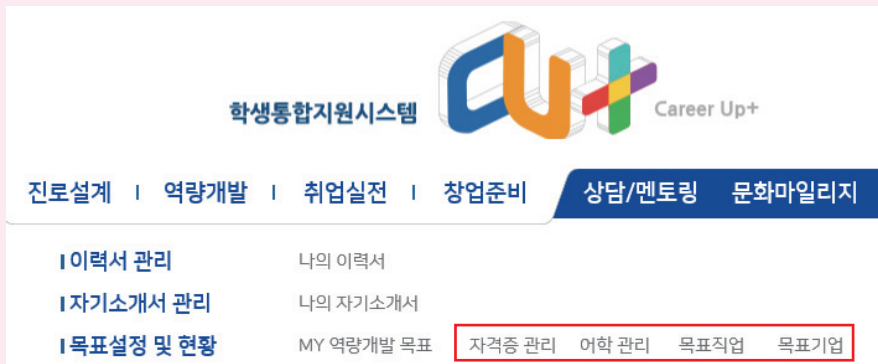 학생통합지원시스템 CU+ Career Up+
진로설계 | 역량개발 | 취업실전 | 창업준비 상담/멘토링 문화마일리지
이력서 관리 나의 이력서
자기소개서 관리 나의 자기소개서
목표설정 및 현황 MY 역량개발 목표 자격증 관리 어학 관리 목표직업 목표기업